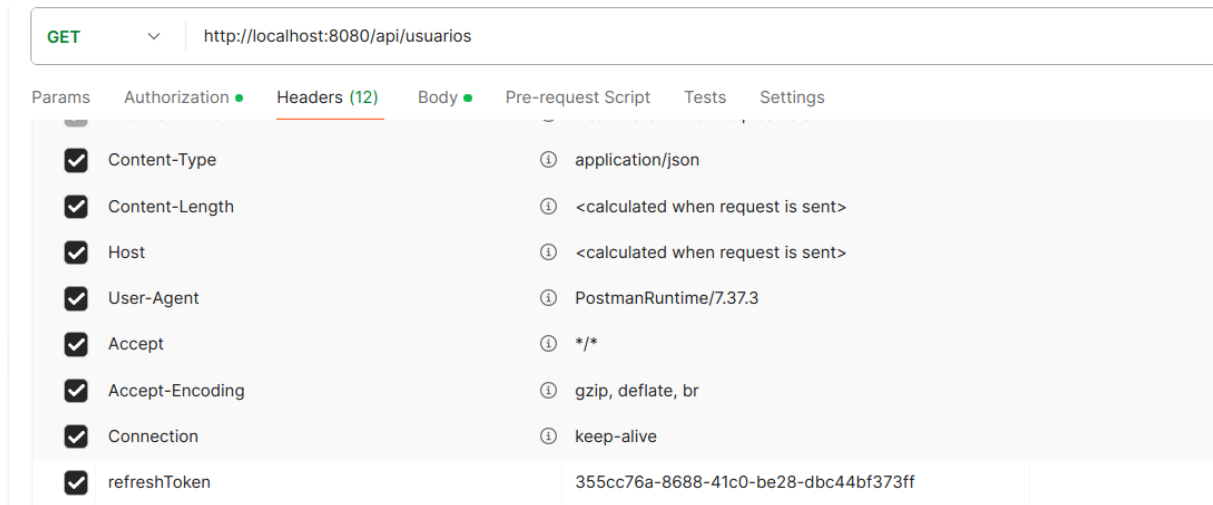 GET http://localhost:8080/api/usuarios
Params Authorization Headers (12) Body Pre-request Script Tests Settings
Content-Type application/json
Content-Length <calculated when request is sent>
Host <calculated when request is sent>
User-Agent PostmanRuntime/7.37.3
Accept */*
Accept-Encoding gzip, deflate, br
Connection keep-alive
refreshToken 355cc76a-8688-41c0-be28-dbc44bf373ff